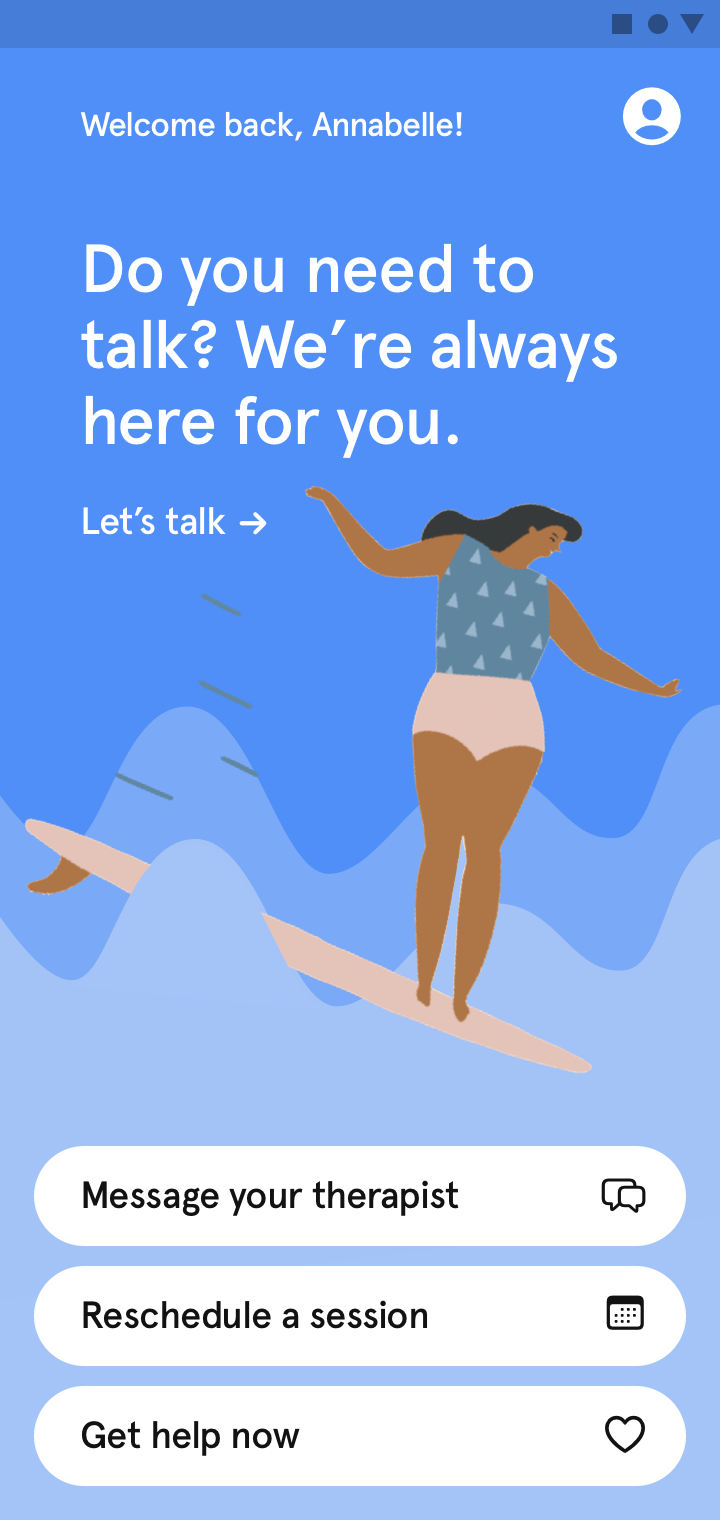 Welcome back, Annabelle!
Do you need to
talk? We’re always
here for you.
Let’s talk →
Message your therapist
Reschedule a session
Get help now